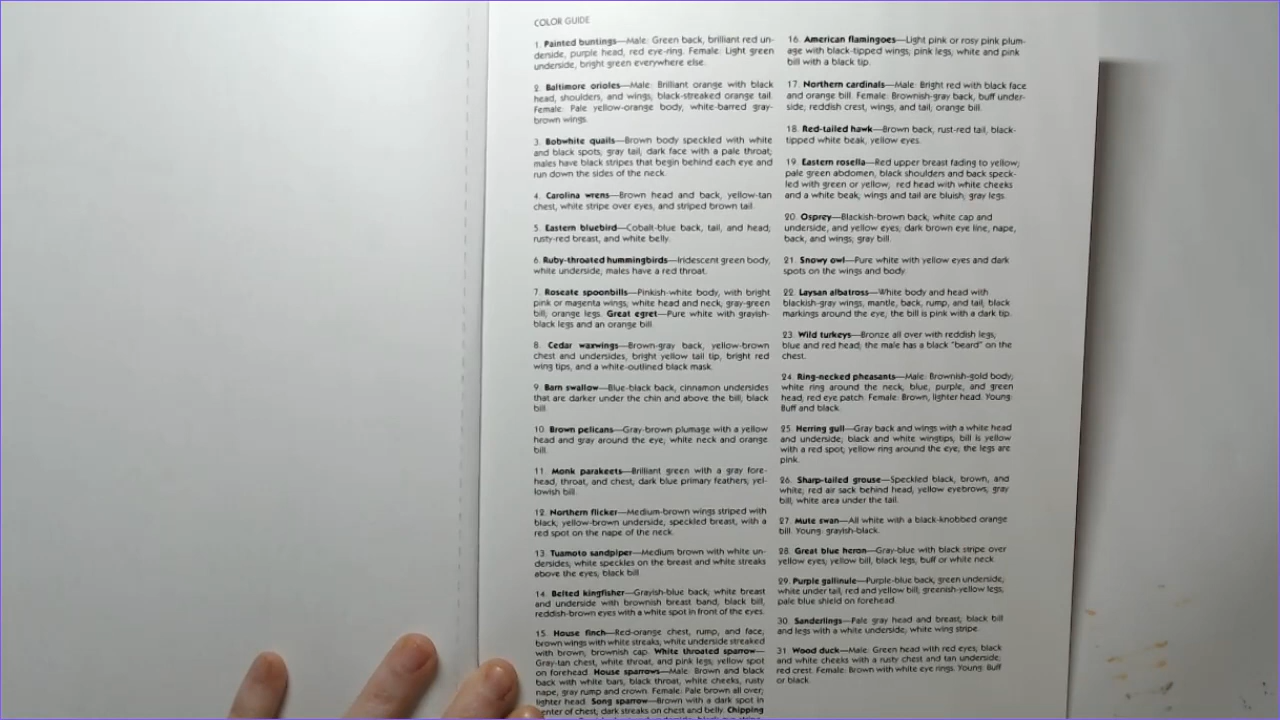 COLOR GUIDE
1. Painted buntings—Male: Green back, brilliant red un-
derside, purple head, red eye-ring. Female: Light green
underside, bright green everywhere else.
2. Baltimore orioles—Male: Brilliant orange with black
head, shoulders, and wings, black-streaked orange tail.
Female: Pale yellow-orange body, white-barred gray-
brown wings.
3. Bobwhite quails—Brown body speckled with white
and black spots, gray tail, dark face with a pale throat;
males have black stripes that begin behind each eye and
run down the sides of the neck.
4. Carolina wrens—Brown head and back, yellow-tan
chest, white stripe over eyes, and striped brown tail.
5. Eastern bluebird—Cobalt-blue back, tail, and head;
rusty-red breast, and white belly.
6. Ruby-throated hummingbirds—Iridescent green body,
white underside, males have a red throat.
7. Roseate spoonbills—Pinkish-white body, with bright
pink or magenta wings; white head and neck, gray-green
bill, orange legs. Great egret—Pure white with grayish-
black legs and an orange bill.
8. Cedar waxwings—Brown-gray back, yellow-brown
chest and undersides, bright yellow tail tip, bright red
wing tips, and a white-outlined black mask.
9. Barn swallow—Blue-black back, cinnamon undersides
that are darker under the chin and above the bill, black
bill.
10. Brown pelicans—Gray-brown plumage with a yellow
head and gray around the eye; white neck and orange
bill.
11. Monk parakeets—Brilliant green with a gray fore-
head, throat, and chest, dark blue primary feathers, yel-
lowish bill.
12. Northern flicker—Medium-brown wings striped with
black, yellow-brown underside, speckled breast, with a
red spot on the nape of the neck.
13. Tuamoto sandpiper—Medium brown with white un-
dersides, white speckles on the breast and white streaks
above the eyes, black bill.
14. Belted kingfisher—Grayish-blue back; white breast
and underside with brownish breast band, black bill,
reddish-brown eyes with a white spot in front of the eyes.
15. House finch—Red-orange chest, rump, and face,
brown wings with white streaks, white underside streaked
with brown, brownish cap. White throated sparrow—
Gray-tan chest, white throat, and pink legs, yellow spot
on forehead. House sparrows—Male: Brown and black
back with white bars, black throat, white cheeks, rusty
nape, gray rump and crown. Female: Pale brown all over;
lighter head. Song sparrow—Brown with a dark spot in
center of chest, dark streaks on chest and belly. Chipping
16. American flamingoes—Light pink or rosy pink plum-
age with black-tipped wings, pink legs, white and pink
bill with a black tip.
17. Northern cardinals—Male: Bright red with black face
and orange bill. Female: Brownish-gray back, buff under-
side, reddish crest, wings, and tail, orange bill.
18. Red-tailed hawk—Brown back, rust-red tail, black-
tipped white beak, yellow eyes.
19. Eastern rosella—Red upper breast fading to yellow;
pale green abdomen, black shoulders and back speck-
led with green or yellow, red head with white cheeks
and a white beak, wings and tail are bluish, gray legs.
20. Osprey—Blackish-brown back, white cap and
underside, and yellow eyes, dark brown eye line, nape,
back, and wings, gray bill.
21. Snowy owl—Pure white with yellow eyes and dark
spots on the wings and body.
22. Laysan albatross—White body and head with
blackish-gray wings, mantle, back, rump, and tail, black
markings around the eye, the bill is pink with a dark tip.
23. Wild turkeys—Bronze all over with reddish legs,
blue and red head, the male has a black "beard" on the
chest.
24. Ring-necked pheasants—Male: Brownish-gold body,
white ring around the neck, blue, purple, and green
head, red eye patch. Female: Brown, lighter head. Young:
Buff and black.
25. Herring gull—Gray back and wings with a white head
and underside, black and white wingtips, bill is yellow
with a red spot; yellow ring around the eye, the legs are
pink.
26. Sharp-tailed grouse—Speckled black, brown, and
white, red air sack behind head, yellow eyebrows, gray
bill, white area under the tail.
27. Mute swan—All white with a black-knobbed orange
bill. Young: grayish-black.
28. Great blue heron—Gray-blue with black stripe over
yellow eyes, yellow bill, black legs, buff or white neck.
29. Purple gallinule—Purple-blue back, green underside,
white under tail, red and yellow bill, greenish-yellow legs,
pale blue shield on forehead.
30. Sanderlings—Pale gray head and breast, black bill
and legs with a white underside, white wing stripe.
31. Wood duck—Male: Green head with red eyes; black
and white cheeks with a rusty chest and tan underside;
red crest. Female: Brown with white eye rings. Young: Buff
or black.